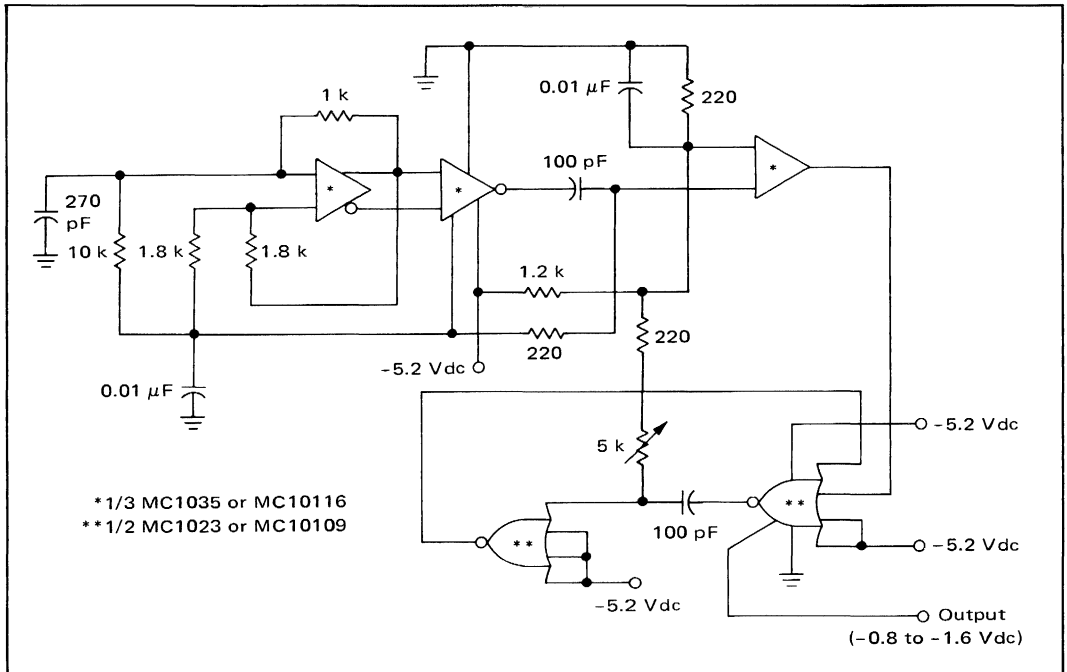 1 k
0.01 µF
220
100 pF
*
*
*
270
pF
10 k
1.8 k
1.8 k
1.2 k
220
220
-5.2 Vdc
0.01 µF
-5.2 Vdc
5 k
*1/3 MC1035 or MC10116
**1/2 MC1023 or MC10109
**
**
100 pF
-5.2 Vdc
-5.2 Vdc
Output
(-0.8 to -1.6 Vdc)